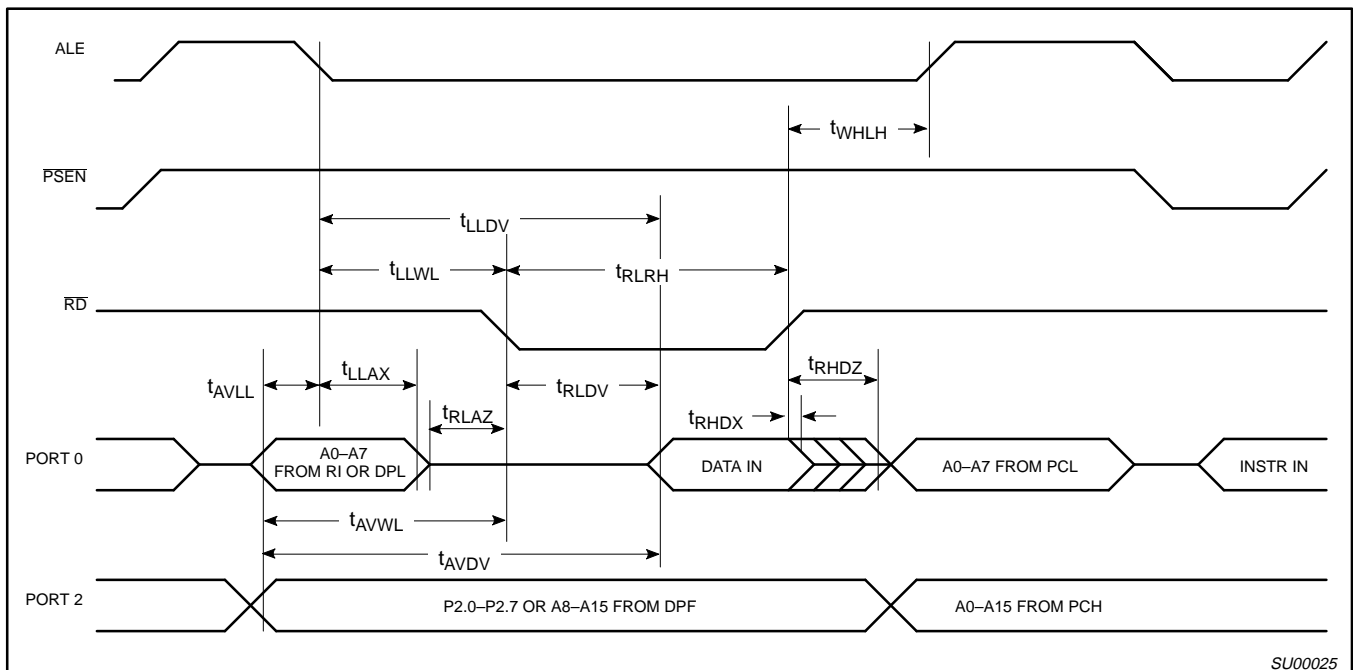 ALE
tWHLH
PSEN
tLLDV
tLLWL
tRLRH
RD
tAVLL
tLLAX
tRLAZ
tRLDV
tRHDZ
tRHDX
PORT 0
A0–A7
FROM RI OR DPL
DATA IN
A0–A7 FROM PCL
INSTR IN
tAVWL
tAVDV
PORT 2
P2.0–P2.7 OR A8–A15 FROM DPF
A0–A15 FROM PCH
SU00025